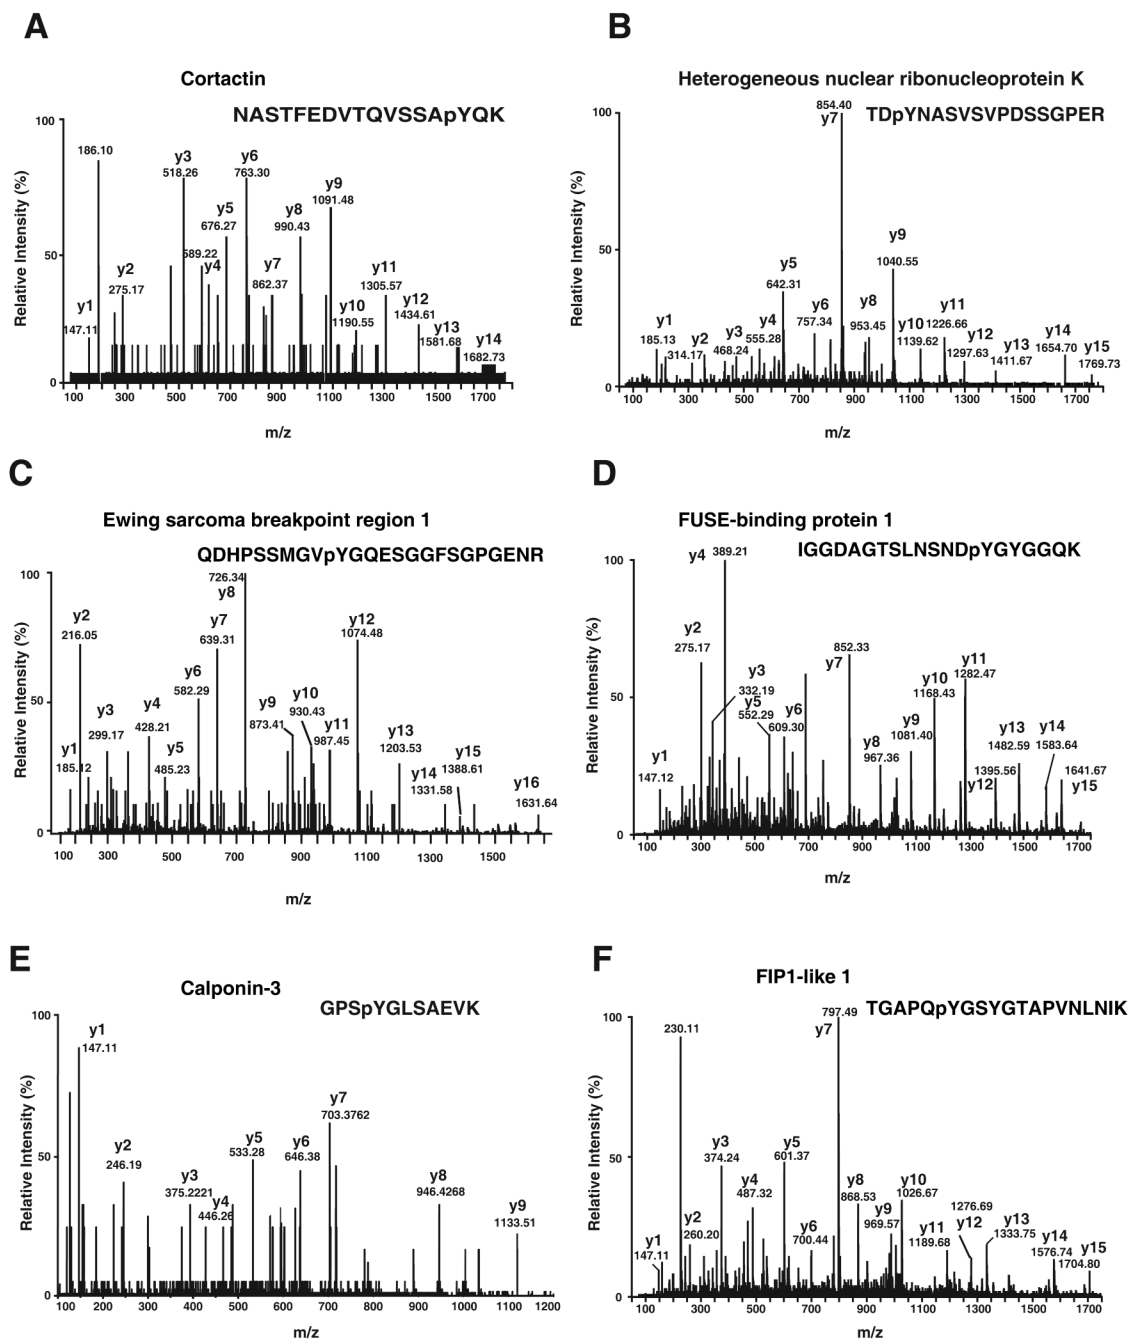 A
Cortactin
NASTFEDVTQVSSApYQK
Relative Intensity (%)
100
50
0
186.10
y3
518.26
y6
763.30
y9
1091.48
y5
676.27
y8
990.43
589.22
y4
y7
862.37
y2
275.17
y11
1305.57
y1
147.11
y10
1190.55
y12
1434.61
y13
1581.68
y14
1682.73
100 300 500 700 900 1100 1300 1500 1700
m/z
B
Heterogeneous nuclear ribonucleoprotein K
TDpYNASVSVPDSSGPER
Relative Intensity (%)
100
50
0
854.40
y7
y9
1040.55
y5
642.31
y1
185.13
y2
314.17
y3
468.24
y4
555.28
y6
757.34
y8
953.45
y10
1139.62
y11
1226.66
y12
1297.63
y13
1411.67
y14
1654.70
y15
1769.73
100 300 500 700 900 1100 1300 1500 1700
m/z
C
Ewing sarcoma breakpoint region 1
QDHPSSMGVpYGQESGGFSGPGENR
Relative Intensity (%)
100
50
0
726.34
y8
y2
216.05
y7
639.31
y12
1074.48
y6
582.29
y3
299.17
y4
428.21
y9
873.41
y10
930.43
y11
987.45
y1
185.12
y5
485.23
y13
1203.53
y14
1331.58
y15
1388.61
y16
1631.64
100 300 500 700 900 1100 1300 1500
m/z
D
FUSE-binding protein 1
IGGDAGTSLNSNDpYGYGGQK
Relative Intensity (%)
100
50
0
y4
389.21
y2
275.17
y3
332.19
y5
552.29
y6
609.30
852.33
y7
y1
147.12
y8
967.36
y9
1081.40
y10
1168.43
y11
1282.47
y12
1395.56
y13
1482.59
y14
1583.64
1641.67
y15
100 300 500 700 900 1100 1300 1500 1700
m/z
E
Calponin-3
GPSpYGLSAEVK
Relative Intensity (%)
100
50
0
y1
147.11
y2
246.19
y3
375.2221
y4
446.26
y5
533.28
y6
646.38
y7
703.3762
y8
946.4268
y9
1133.51
100 200 300 400 500 600 700 800 900 1000 1100 1200
m/z
F
FIP1-like 1
TGAPQpYGSYGTAPVNLNIK
Relative Intensity (%)
100
50
0
230.11
797.49
y7
y3
374.24
y5
601.37
y4
487.32
y1
147.11
y2
260.20
y6
700.44
y8
868.53
y9
969.57
y10
1026.67
y11
1189.68
1276.69
y12
y13
1333.75
y14
1576.74
y15
1704.80
100 300 500 700 900 1100 1300 1500 1700
m/z